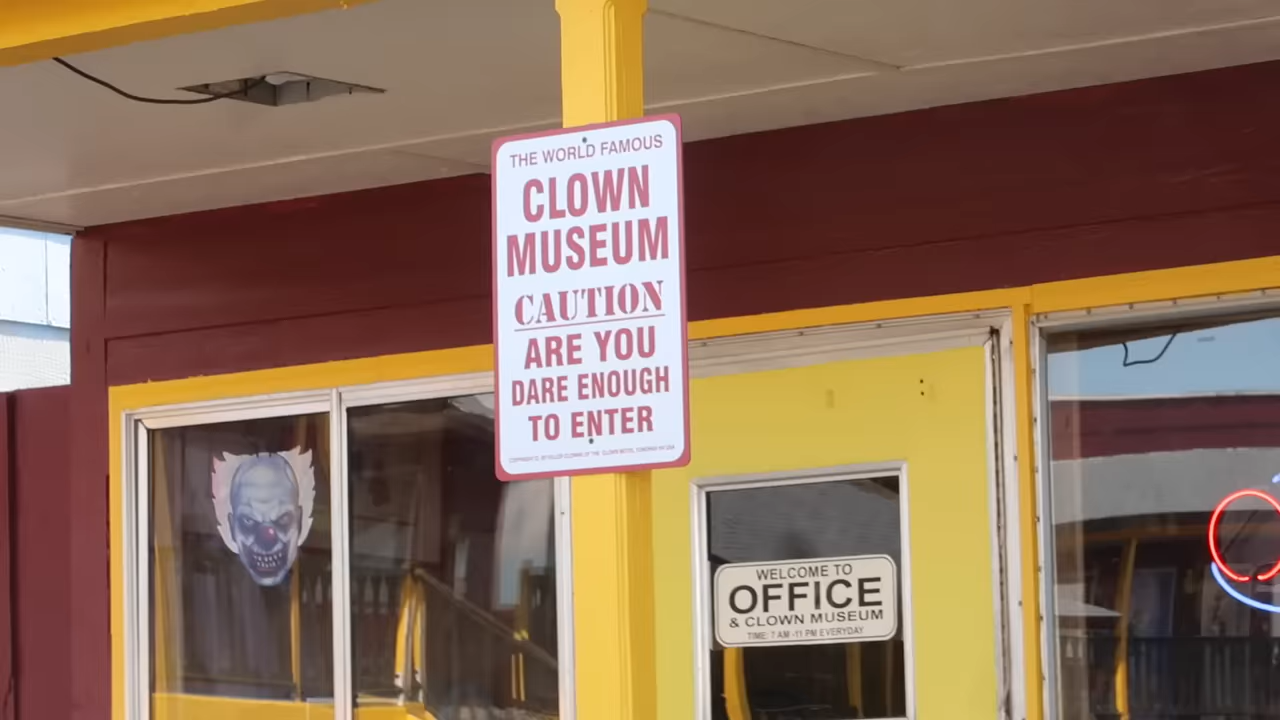 THE WORLD FAMOUS
CLOWN
MUSEUM
CAUTION
ARE YOU
DARE ENOUGH
TO ENTER
WELCOME TO
OFFICE
& CLOWN MUSEUM
TIME: 7 AM -11 PM EVERYDAY